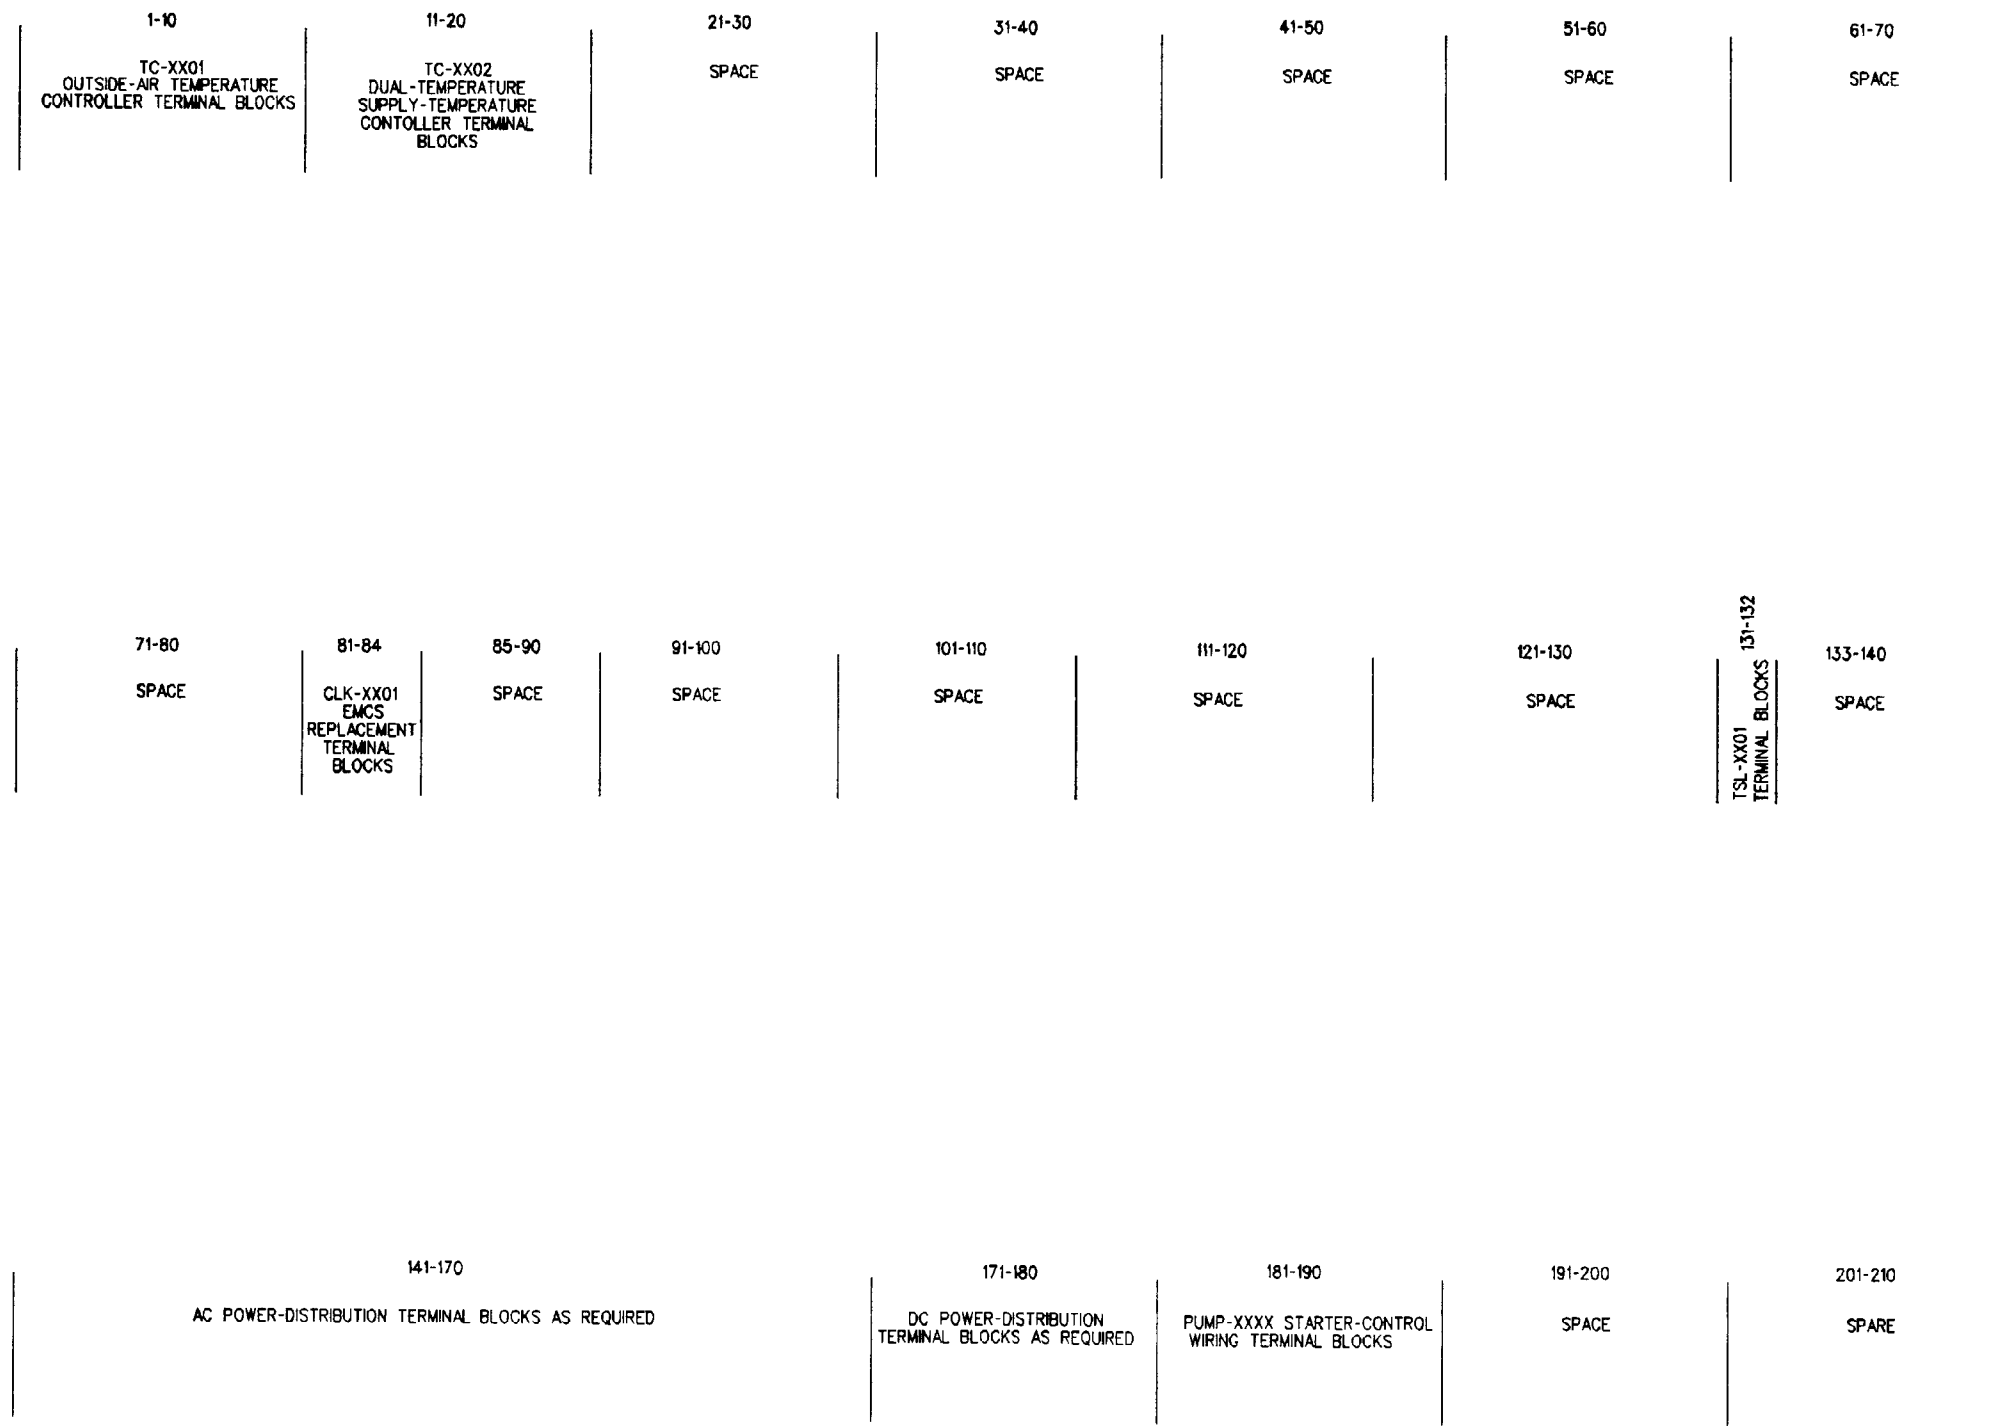 1-10
TC-XX01
OUTSIDE-AIR TEMPERATURE
CONTROLLER TERMINAL BLOCKS
11-20
TC-XX02
DUAL-TEMPERATURE
SUPPLY-TEMPERATURE
CONTOLLER TERMINAL
BLOCKS
21-30
SPACE
31-40
SPACE
41-50
SPACE
51-60
SPACE
61-70
SPACE
71-80
SPACE
81-84
CLK-XX01
EMCS
REPLACEMENT
TERMINAL
BLOCKS
85-90
SPACE
91-100
SPACE
101-110
SPACE
111-120
SPACE
121-130
SPACE
131-132
TSL-XX01
TERMINAL BLOCKS
133-140
SPACE
141-170
AC POWER-DISTRIBUTION TERMINAL BLOCKS AS REQUIRED
171-180
DC POWER-DISTRIBUTION
TERMINAL BLOCKS AS REQUIRED
181-190
PUMP-XXXX STARTER-CONTROL
WIRING TERMINAL BLOCKS
191-200
SPACE
201-210
SPARE